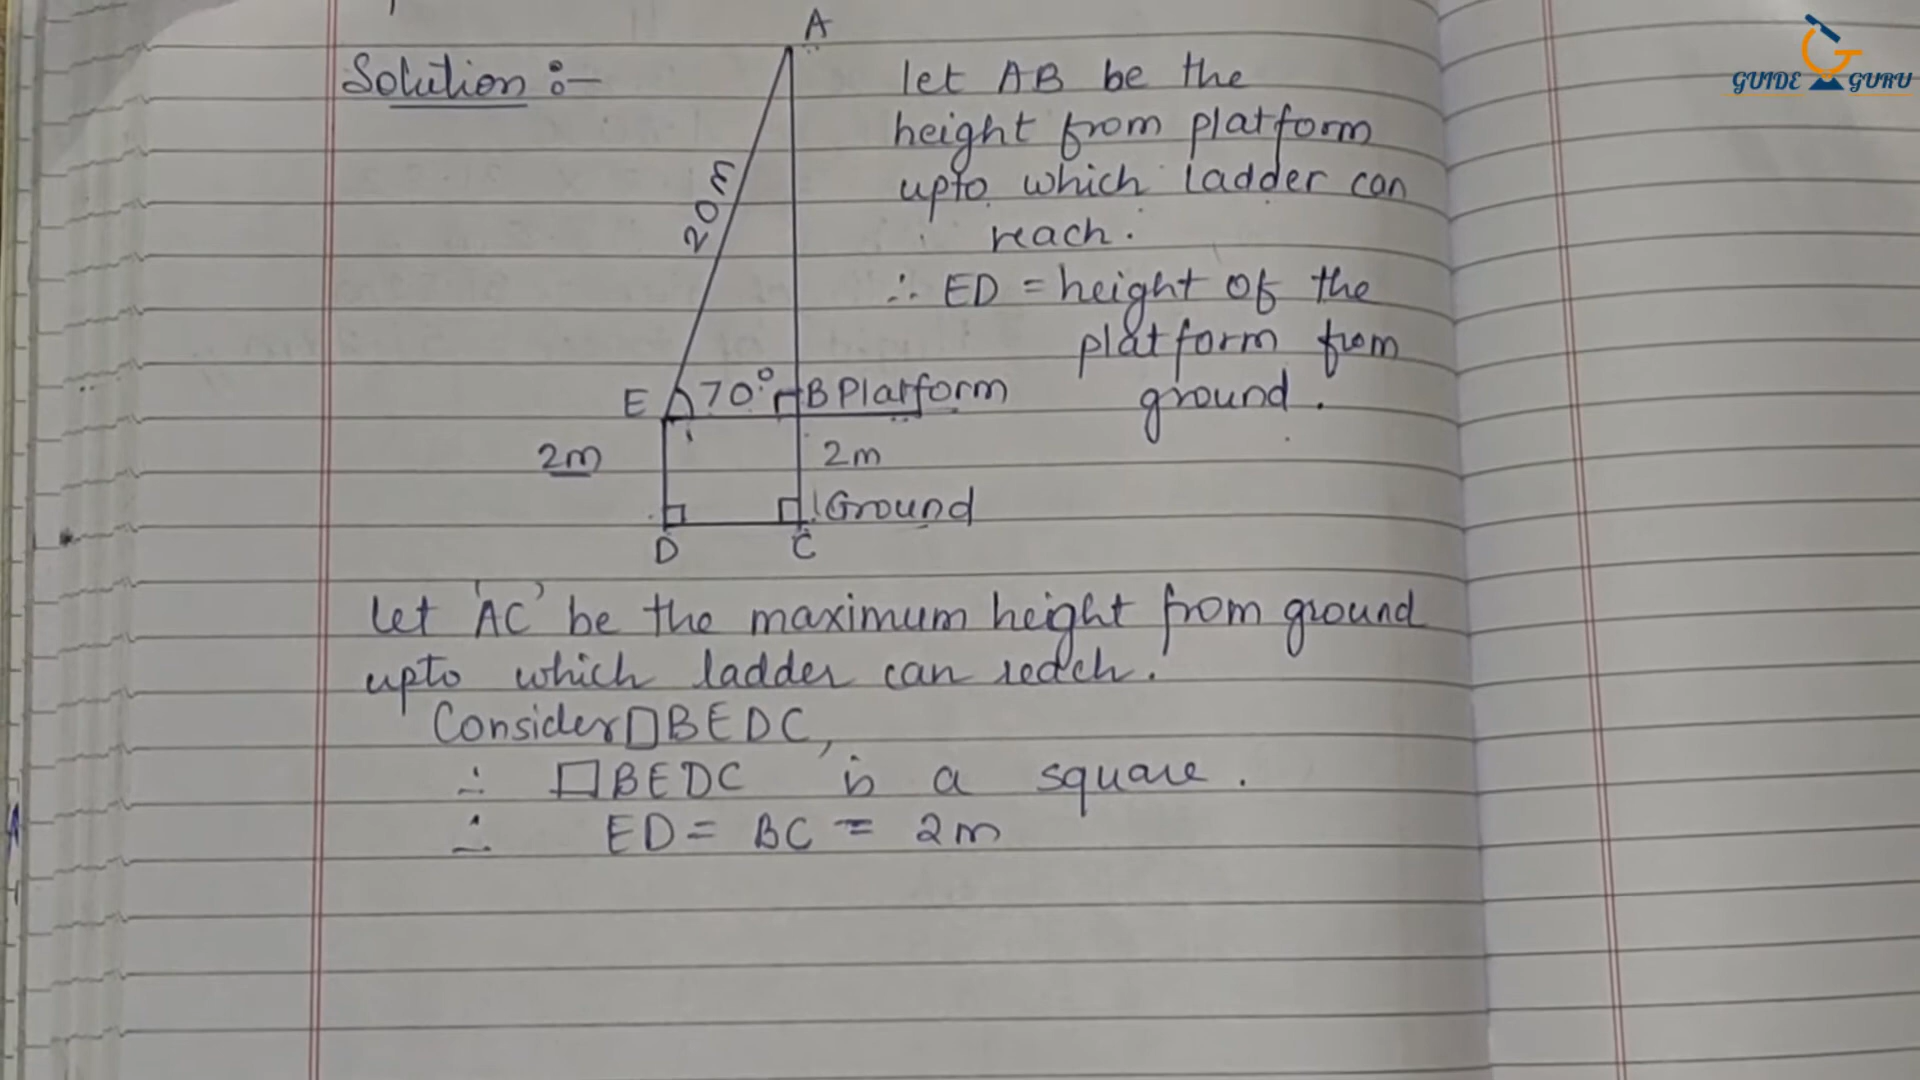 A
Solution :-
let AB be the
height from platform
upto which ladder can
reach.
20m
∴ ED = height of the
platform from
ground.
E 70° B Platform
2m
2m
Ground
D
C
Let 'AC' be the maximum height from ground
upto which ladder can reach.
Consider □BEDC,
∴ □BEDC is a square.
∴ ED = BC = 2m
GUIDE GURU